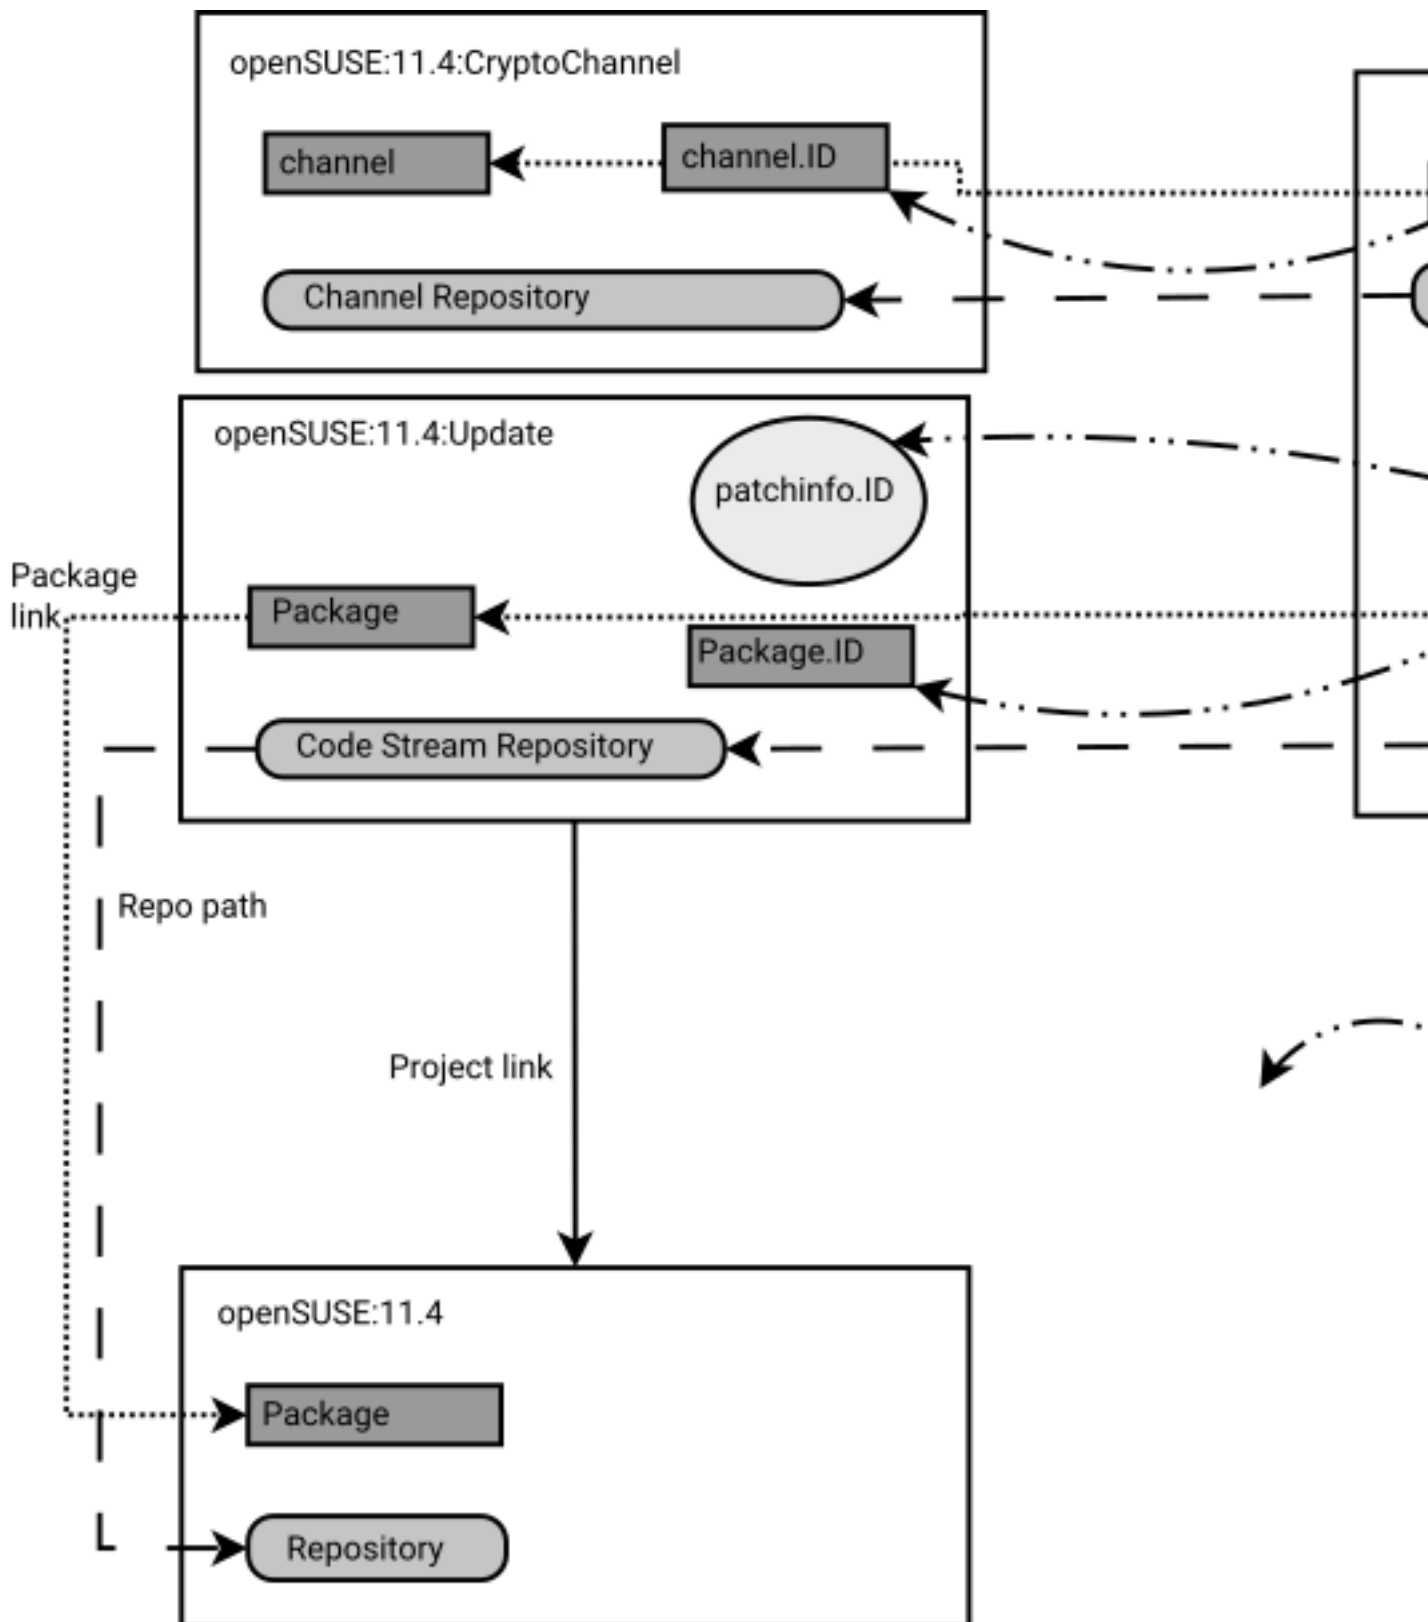 openSUSE:11.4:CryptoChannel
channel
channel.ID
Channel Repository
openSUSE:11.4:Update
patchinfo.ID
Package
link
Package
Package.ID
Code Stream Repository
Repo path
Project link
openSUSE:11.4
Package
Repository